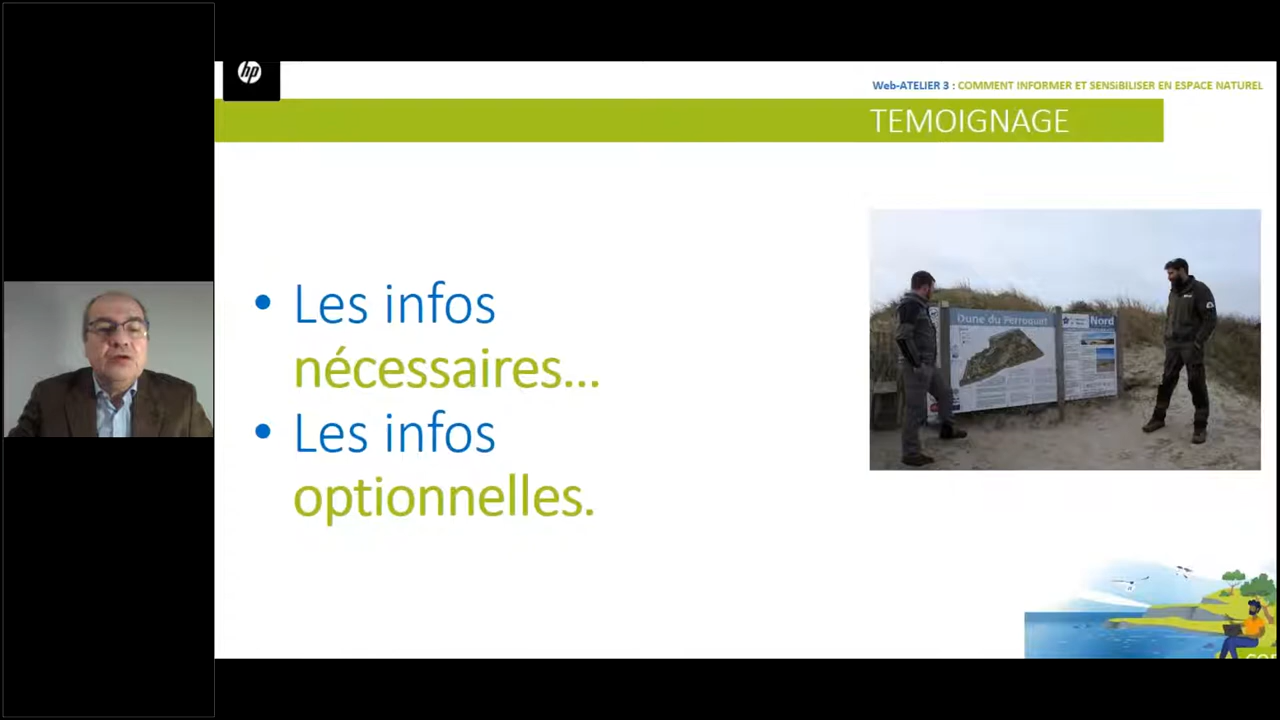 hp
Web-ATELIER 3 : COMMENT INFORMER ET SENSiBILISER EN ESPACE NATUREL
TEMOIGNAGE
• Les infos
nécessaires...
• Les infos
optionnelles.
Dune du Perroquet
Nord